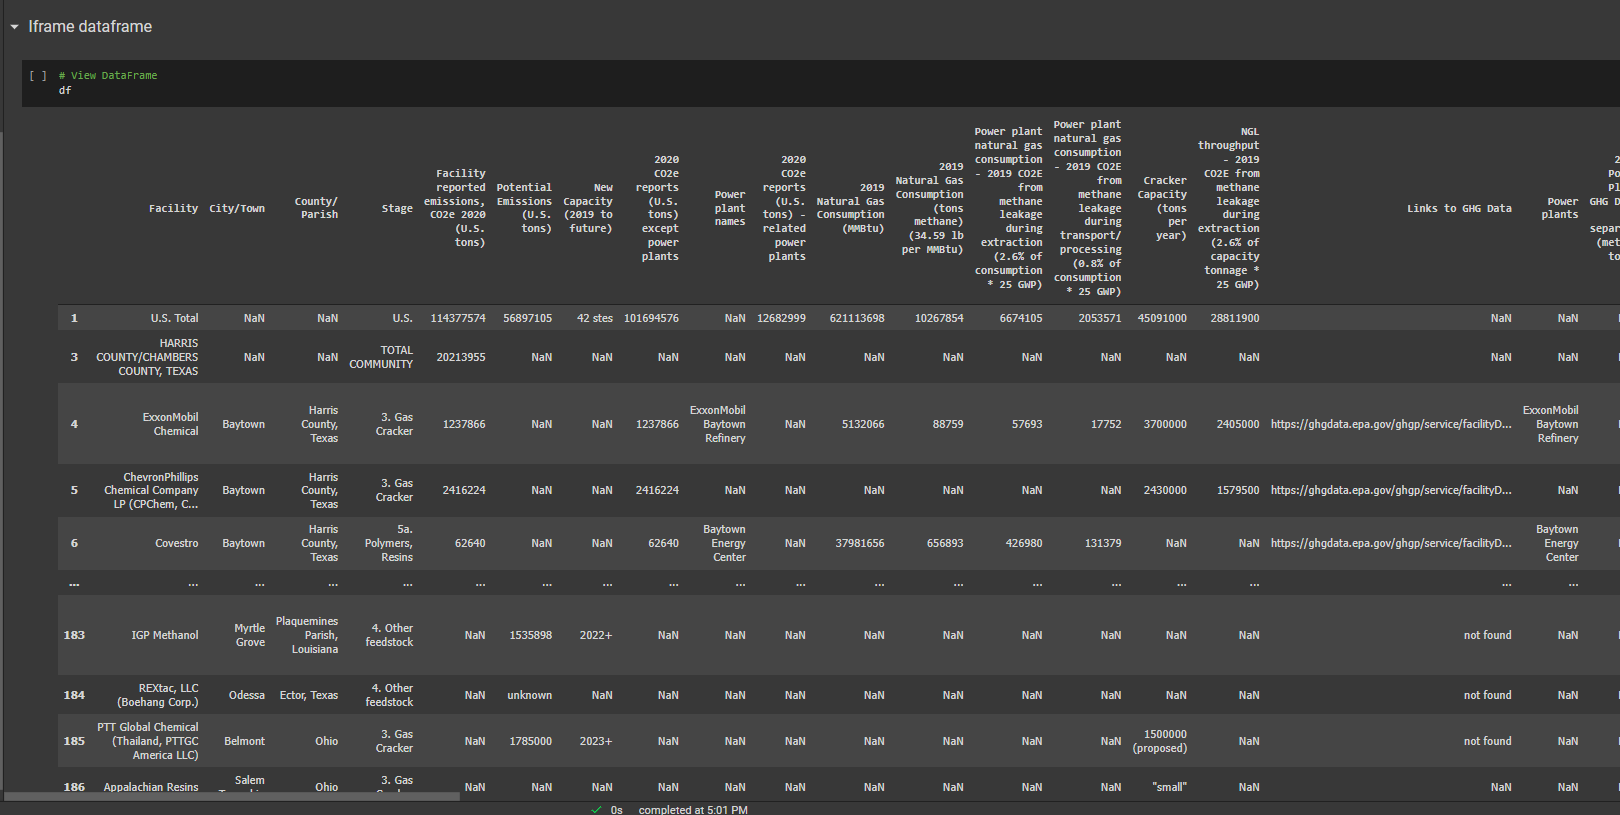 Iframe dataframe
[ ] # View DataFrame
df
Facility City/Town County/ Parish Stage Facility reported emissions, CO2e 2020 (U.S. tons) Potential Emissions (U.S. tons) New Capacity (2019 to future) 2020 CO2e reports (U.S. tons) except power plants Power plant names 2020 CO2e reports (U.S. tons) - related power plants 2019 Natural Gas Consumption (MMBtu) 2019 Natural Gas Consumption (tons methane) (34.59 lb per MMBtu) Power plant natural gas consumption - 2019 CO2E from methane leakage during extraction (2.6% of consumption * 25 GWP) Power plant natural gas consumption - 2019 CO2E from methane leakage during transport/ processing (0.8% of consumption * 25 GWP) Cracker Capacity (tons per year) NGL throughput - 2019 CO2E from methane leakage during extraction (2.6% of capacity tonnage * 25 GWP) Links to GHG Data Power plants
1 U.S. Total NaN NaN U.S. 114377574 56897105 42 stes 101694576 NaN 12682999 621113698 10267854 6674105 2053571 45091000 28811900 NaN NaN
3 HARRIS COUNTY/CHAMBERS COUNTY, TEXAS NaN NaN TOTAL COMMUNITY 20213955 NaN NaN NaN NaN NaN NaN NaN NaN NaN NaN NaN NaN NaN
4 ExxonMobil Chemical Baytown Harris County, Texas 3. Gas Cracker 1237866 NaN NaN 1237866 ExxonMobil Baytown Refinery NaN 5132066 88759 57693 17752 3700000 2405000 https://ghgdata.epa.gov/ghgp/service/facilityD... ExxonMobil Baytown Refinery
5 ChevronPhillips Chemical Company LP (CPChem, C... Baytown Harris County, Texas 3. Gas Cracker 2416224 NaN NaN 2416224 NaN NaN NaN NaN NaN NaN 2430000 1579500 https://ghgdata.epa.gov/ghgp/service/facilityD... NaN
6 Covestro Baytown Harris County, Texas 5a. Polymers, Resins 62640 NaN NaN 62640 Baytown Energy Center NaN 37981656 656893 426980 131379 NaN NaN https://ghgdata.epa.gov/ghgp/service/facilityD... Baytown Energy Center
... ... ... ... ... ... ... ... ... ... ... ... ... ... ... ... ... ... ...
183 IGP Methanol Myrtle Grove Plaquemines Parish, Louisiana 4. Other feedstock NaN 1535898 2022+ NaN NaN NaN NaN NaN NaN NaN NaN NaN not found NaN
184 REXtac, LLC (Boehang Corp.) Odessa Ector, Texas 4. Other feedstock NaN unknown NaN NaN NaN NaN NaN NaN NaN NaN NaN NaN not found NaN
185 PTT Global Chemical (Thailand, PTTGC America LLC) Belmont Ohio 3. Gas Cracker NaN 1785000 2023+ NaN NaN NaN NaN NaN NaN NaN 1500000 (proposed) NaN not found NaN
186 Appalachian Resins Salem Ohio 3. Gas NaN NaN NaN NaN NaN NaN NaN NaN NaN NaN "small" NaN NaN NaN
0s completed at 5:01 PM